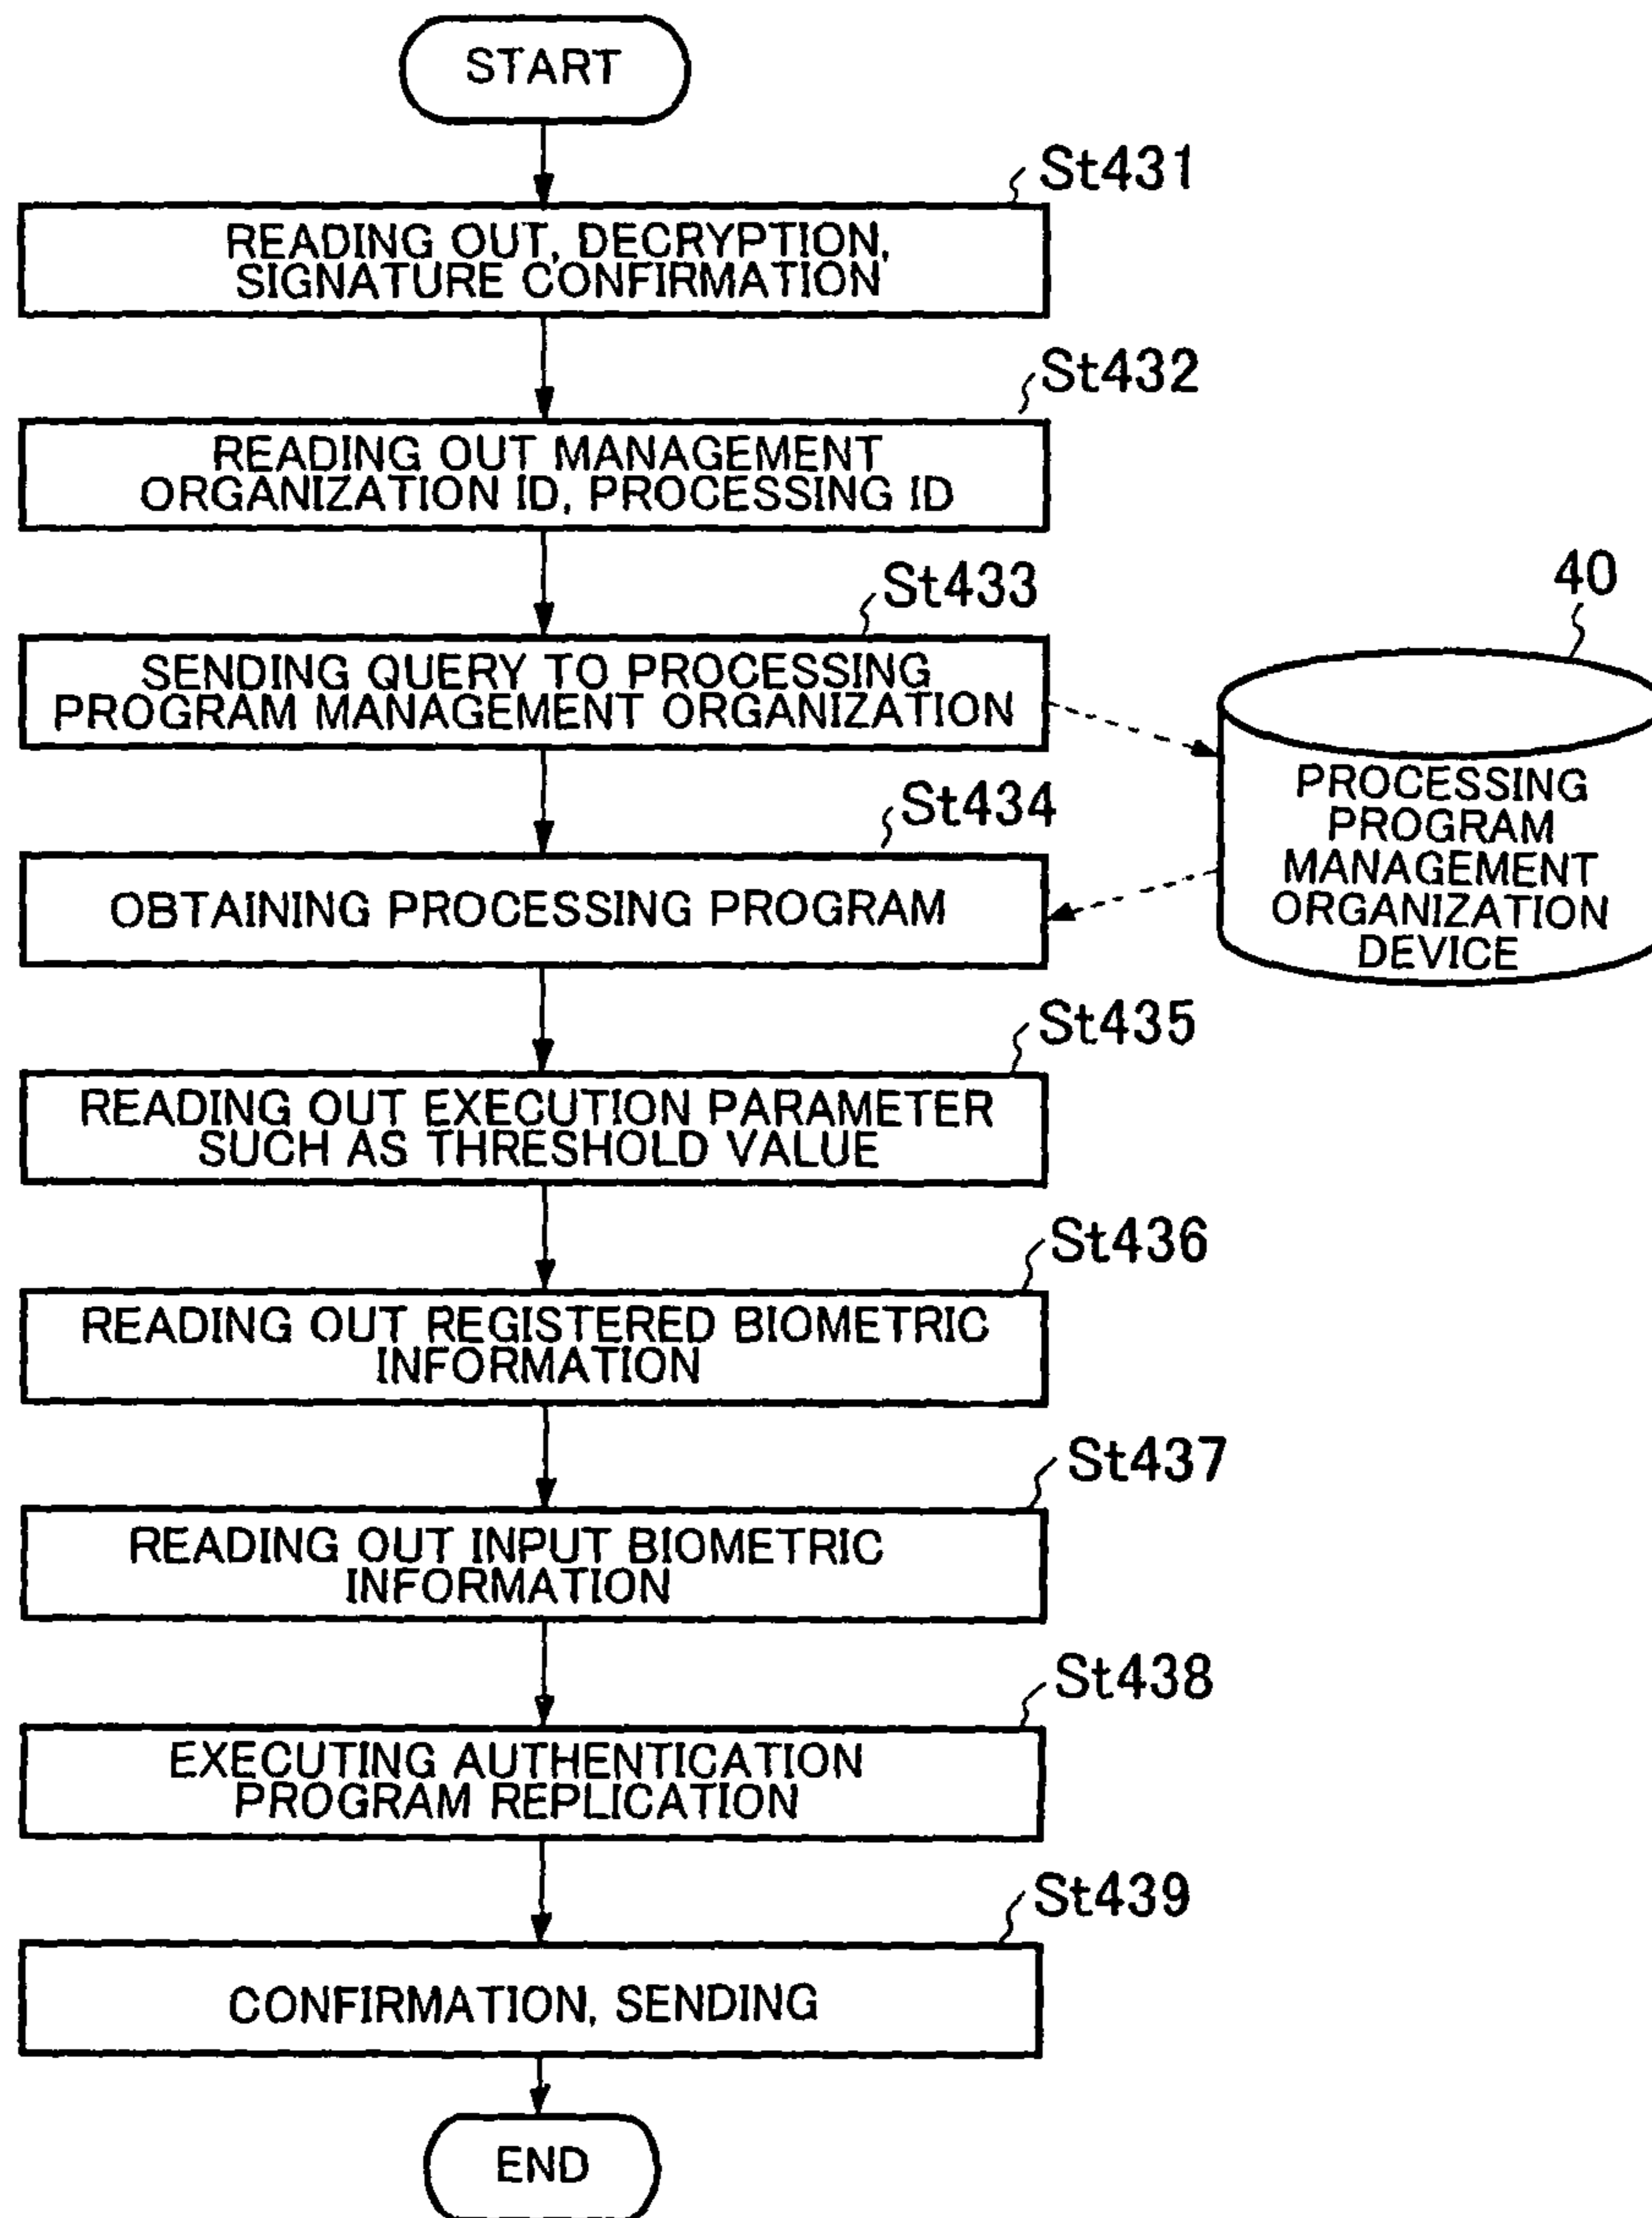 START
St431
READING OUT, DECRYPTION,
SIGNATURE CONFIRMATION
St432
READING OUT MANAGEMENT
ORGANIZATION ID, PROCESSING ID
St433
SENDING QUERY TO PROCESSING
PROGRAM MANAGEMENT ORGANIZATION
40
PROCESSING
PROGRAM
MANAGEMENT
ORGANIZATION
DEVICE
St434
OBTAINING PROCESSING PROGRAM
St435
READING OUT EXECUTION PARAMETER
SUCH AS THRESHOLD VALUE
St436
READING OUT REGISTERED BIOMETRIC
INFORMATION
St437
READING OUT INPUT BIOMETRIC
INFORMATION
St438
EXECUTING AUTHENTICATION
PROGRAM REPLICATION
St439
CONFIRMATION, SENDING
END